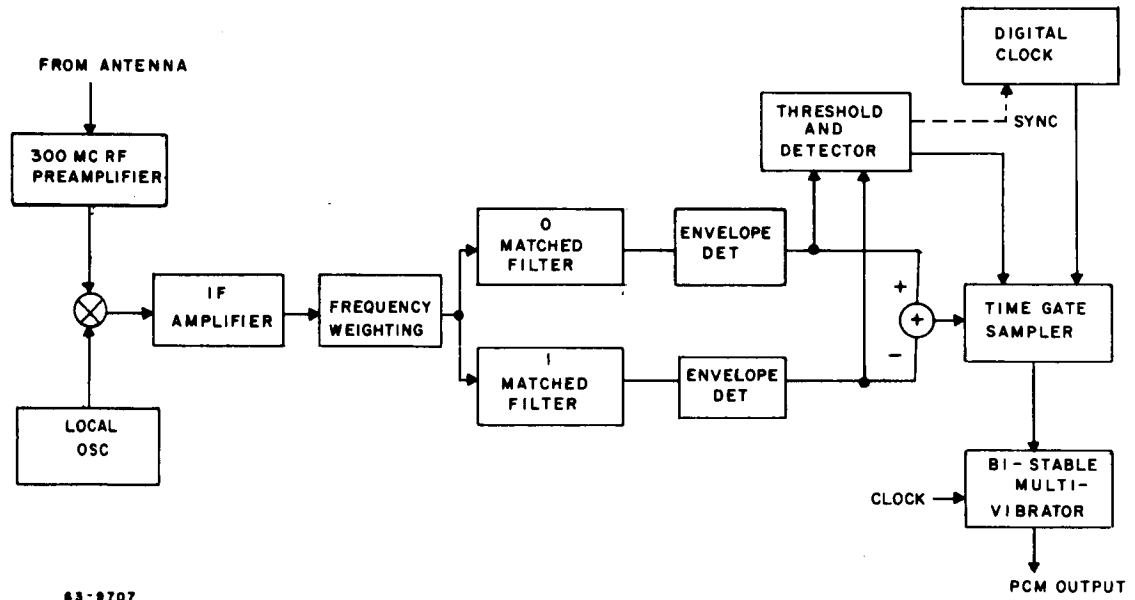 FROM ANTENNA
300 MC RF
PREAMPLIFIER
LOCAL
OSC
IF
AMPLIFIER
FREQUENCY
WEIGHTING
0
MATCHED
FILTER
1
MATCHED
FILTER
ENVELOPE
DET
ENVELOPE
DET
THRESHOLD
AND
DETECTOR
DIGITAL
CLOCK
SYNC
+
+
−
TIME GATE
SAMPLER
BI-STABLE
MULTI-
VIBRATOR
CLOCK
PCM OUTPUT
63-9707